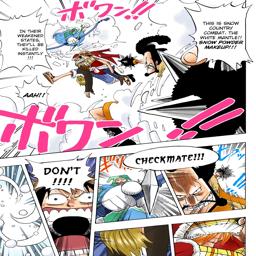 ボワン!!
THIS IS SNOW
COUNTRY
COMBAT, THE
WHITE MANTLE!!
SNOW POWDER
MAKEUP!!
IN THEIR
WEAKENED
STATES,
THEY'LL BE
KILLED
INSTANTLY
!!!
AAH!!
ボワン!!
DON'T
!!!!
CHECKMATE!!!